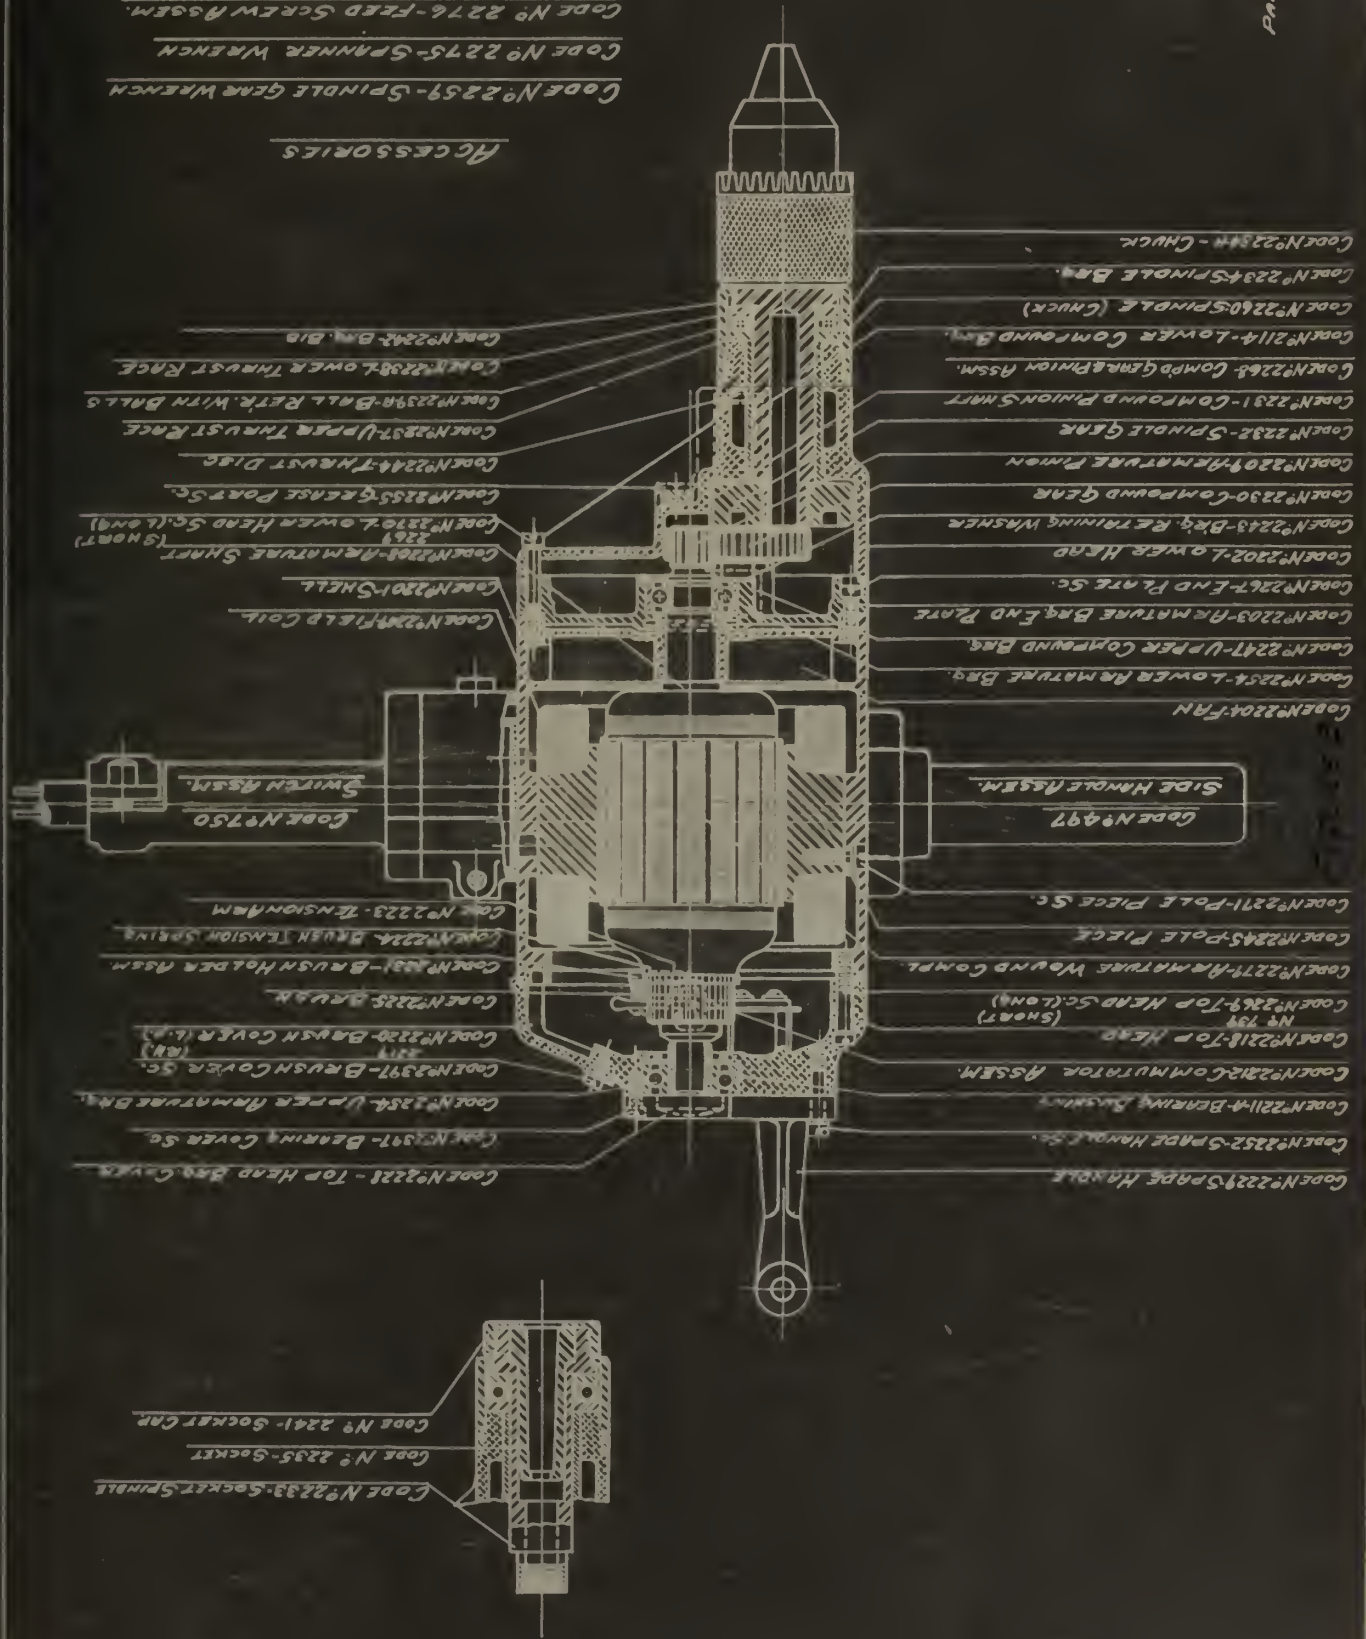 CODE Nº 2233-SOCKET SPINDLE
CODE Nº 2235-SOCKET
CODE Nº 2241-SOCKET CAP
CODE Nº 2229 SPADE HANDLE
CODE Nº 2252-SPADE HANDLE SC.
CODE Nº 2211-A-BEARING BUSHING
CODE Nº 2212-COMMUTATOR ASSEM.
CODE Nº 2218-TOP HEAD
Nº 739 (SHORT)
CODE Nº 2269-TOP HEAD SC. (LONG)
CODE Nº 2279-ARMATURE WOUND COMPL.
CODE Nº 2245-POLE PIECE
CODE Nº 2271-POLE PIECE SC.
CODE Nº 497
SIDE HANDLE ASSEM.
CODE Nº 2204-FAN
CODE Nº 2254-LOWER ARMATURE BRG.
CODE Nº 2247-UPPER COMPOUND BRG.
CODE Nº 2203-ARMATURE BRG. END PLATE
CODE Nº 2267-END PLATE SC.
CODE Nº 2202-LOWER HEAD
CODE Nº 2243-BRG. RETAINING WASHER
CODE Nº 2230-COMPOUND GEAR
CODE Nº 2209-ARMATURE PINION
CODE Nº 2232-SPINDLE GEAR
CODE Nº 2231-COMPOUND PINION SHAFT
CODE Nº 2268-COMP'D GEAR & PINION ASSM.
CODE Nº 2114-LOWER COMPOUND BRG.
CODE Nº 2260-SPINDLE (CHUCK)
CODE Nº 2234-SPINDLE BRG.
CODE Nº 2234A-CHUCK
CODE Nº 2228-TOP HEAD BRG. COVER
CODE Nº 2397-BEARING COVER SC.
CODE Nº 2254-UPPER ARMATURE BRG.
CODE Nº 2397-BRUSH COVER SC.
2219 (R.H.)
CODE Nº 2220-BRUSH COVER (L.H.)
CODE Nº 2225-BRUSH
CODE Nº 2221-BRUSH HOLDER ASSM.
CODE Nº 2224 BRUSH TENSION SPRING
CODE Nº 2223-TENSION ARM
CODE Nº 750
SWITCH ASSM.
FIELD COIL
CODE Nº 2201-SHELL
CODE Nº 2208-ARMATURE SHAFT
2269 (SHORT)
CODE Nº 2270-LOWER HEAD SC. (LONG)
CODE Nº 2255 GREASE PORT SC.
CODE Nº 2244-THRUST DISC
CODE Nº 2237-UPPER THRUST RACE
CODE Nº 2239-A-BALL RET'R. WITH BALLS
CODE Nº 2238 LOWER THRUST RACE
CODE Nº 2242-BRG. BIB
ACCESSORIES
CODE Nº 2259-SPINDLE GEAR WRENCH
CODE Nº 2275-SPANNER WRENCH
CODE Nº 2276-FEED SCREW ASSEM.